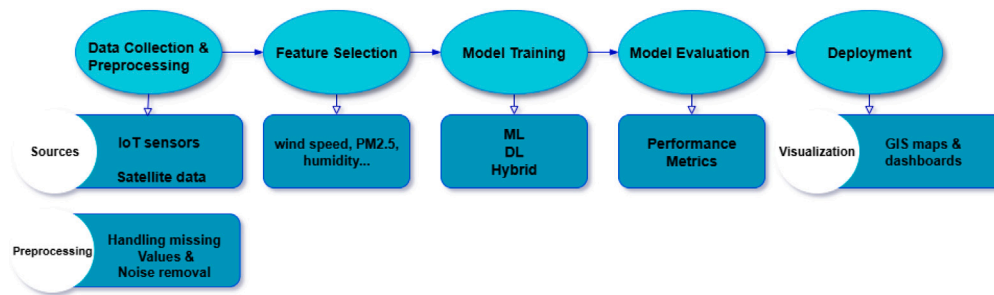 Data Collection &
Preprocessing
Feature Selection
Model Training
Model Evaluation
Deployment
Sources
IoT sensors
Satellite data
wind speed, PM2.5,
humidity...
ML
DL
Hybrid
Performance
Metrics
Visualization
GIS maps &
dashboards
Preprocessing
Handling missing
Values &
Noise removal